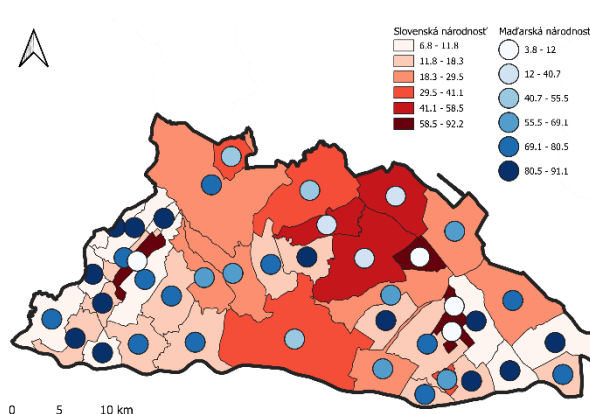 Slovenská národnosť
6.8 - 11.8
11.8 - 18.3
18.3 - 29.5
29.5 - 41.1
41.1 - 58.5
58.5 - 92.2
Maďarská národnosť
3.8 - 12
12 - 40.7
40.7 - 55.5
55.5 - 69.1
69.1 - 80.5
80.5 - 91.1
0 5 10 km